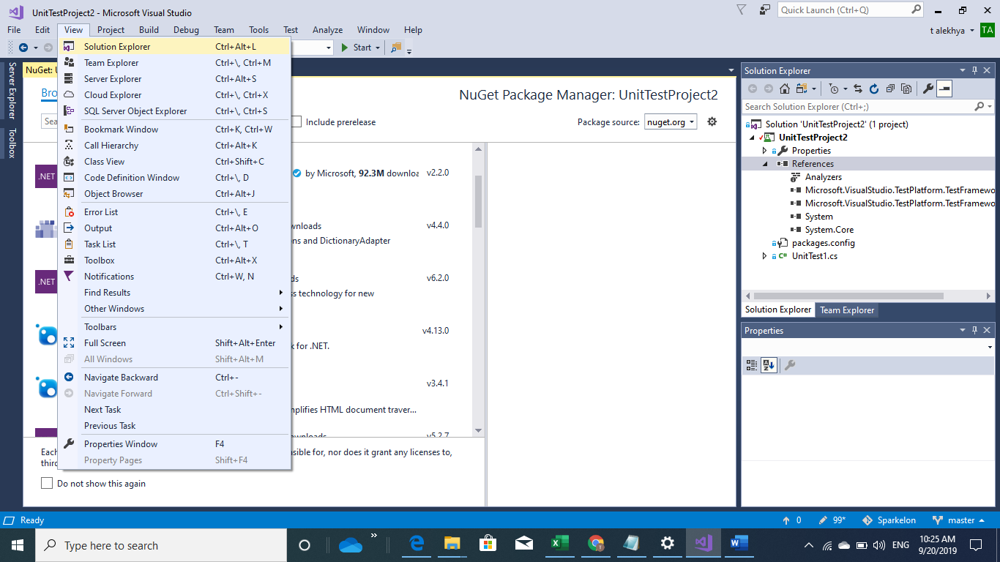 UnitTestProject2 - Microsoft Visual Studio
Quick Launch (Ctrl+Q)
File Edit View Project Build Debug Team Tools Test Analyze Window Help
t alekhya TA
Start
Server Explorer
Toolbox
NuGet: U
Bro
NuGet Package Manager: UnitTestProject2
Sea
Include prerelease
Package source: nuget.org
Solution Explorer Ctrl+Alt+L
Team Explorer Ctrl+\, Ctrl+M
Server Explorer Ctrl+Alt+S
Cloud Explorer Ctrl+\, Ctrl+X
SQL Server Object Explorer Ctrl+\, Ctrl+S
Bookmark Window Ctrl+K, Ctrl+W
Call Hierarchy Ctrl+Alt+K
Class View Ctrl+Shift+C
Code Definition Window Ctrl+\, D
Object Browser Ctrl+Alt+J
Error List Ctrl+\, E
Output Ctrl+Alt+O
Task List Ctrl+\, T
Toolbox Ctrl+Alt+X
Notifications Ctrl+W, N
Find Results
Other Windows
Toolbars
Full Screen Shift+Alt+Enter
All Windows Shift+Alt+M
Navigate Backward Ctrl+-
Navigate Forward Ctrl+Shift+-
Next Task
Previous Task
Properties Window F4
Property Pages Shift+F4
.NET
by Microsoft, 92.3M downloa v2.2.0
wnloads v4.4.0
ons and DictionaryAdapter
.NET
ds v6.2.0
ss technology for new
v4.13.0
k for .NET.
v3.4.1
mplifies HTML document traver...
ownloads v5.2.7
Each
sible for, nor does it grant any licenses to,
third
Do not show this again
Solution Explorer
Search Solution Explorer (Ctrl+;)
Solution 'UnitTestProject2' (1 project)
UnitTestProject2
Properties
References
Analyzers
Microsoft.VisualStudio.TestPlatform.TestFramewo
Microsoft.VisualStudio.TestPlatform.TestFramewo
System
System.Core
packages.config
C# UnitTest1.cs
Solution Explorer Team Explorer
Properties
Ready
0 99* Sparkelon master
Type here to search
ENG
10:25 AM
9/20/2019